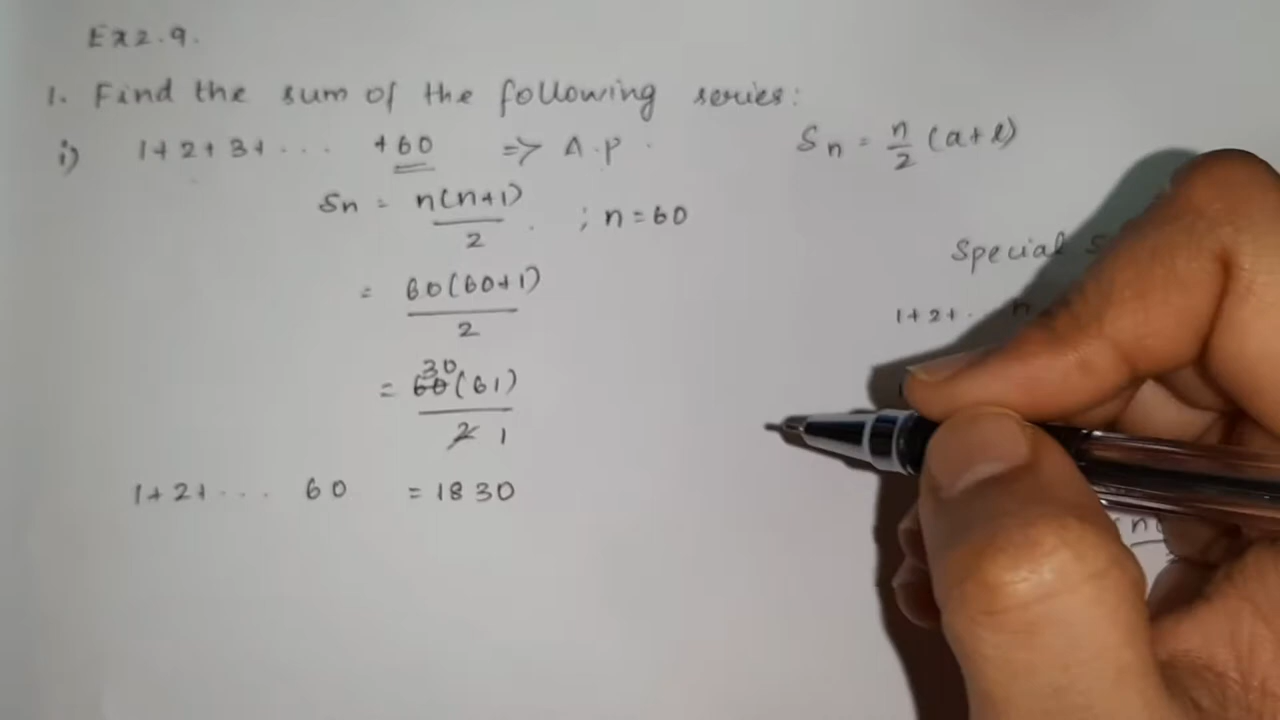 Ex2.9.
1. Find the sum of the following series:
i) 1+2+3+ . . . . +60 => A.P.
Sn = n(n+1) / 2 ; n=60
= 60(60+1) / 2
= 60(61) / 2
30
1
1+2+ . . . 60 = 1830
Sn = n/2 (a+l)
Special
1+2+ . n